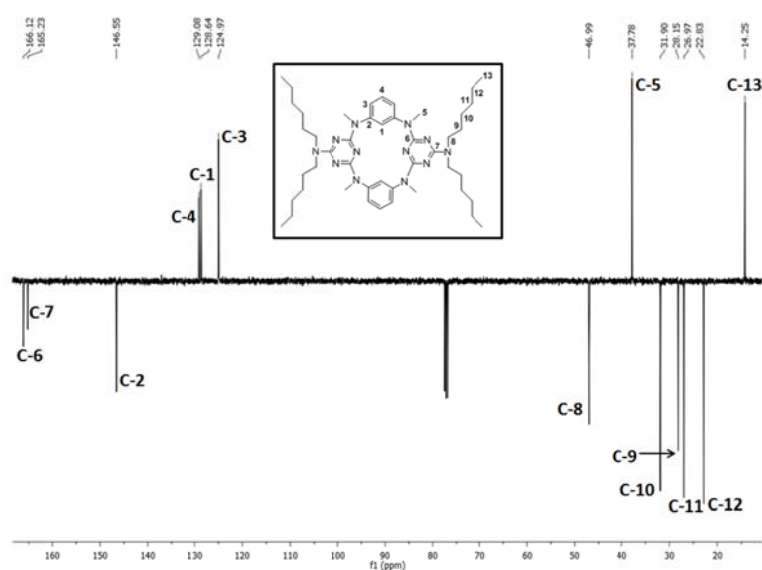 166.12
165.23
146.55
129.08
128.64
124.97
46.99
37.78
31.90
28.15
26.97
22.83
14.25
C-5
C-13
C-3
C-1
C-4
13
12
11
10
9
8
7
6
5
4
3
2
1
N N N N
N N N N
N N N N
N N
C-7
C-6
C-2
C-8
C-9
C-10
C-11
C-12
160 150 140 130 120 110 100 90 80 70 60 50 40 30 20
f1 (ppm)